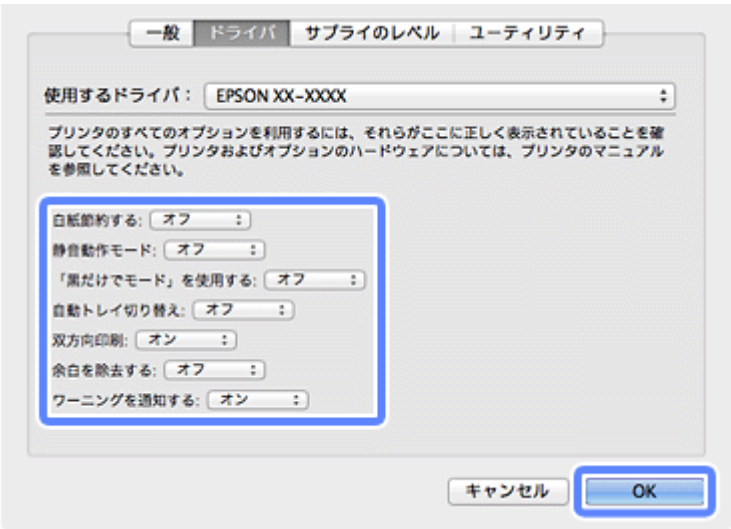 一般 ドライバ サプライのレベル ユーティリティ
使用するドライバ： EPSON XX-XXXX
プリンタのすべてのオプションを利用するには、それらがここに正しく表示されていることを確
認してください。プリンタおよびオプションのハードウェアについては、プリンタのマニュアル
を参照してください。
白紙節約する: オフ
静音動作モード: オフ
「黒だけでモード」を使用する: オフ
自動トレイ切り替え: オフ
双方向印刷: オン
余白を除去する: オフ
ワーニングを通知する: オン
キャンセル OK